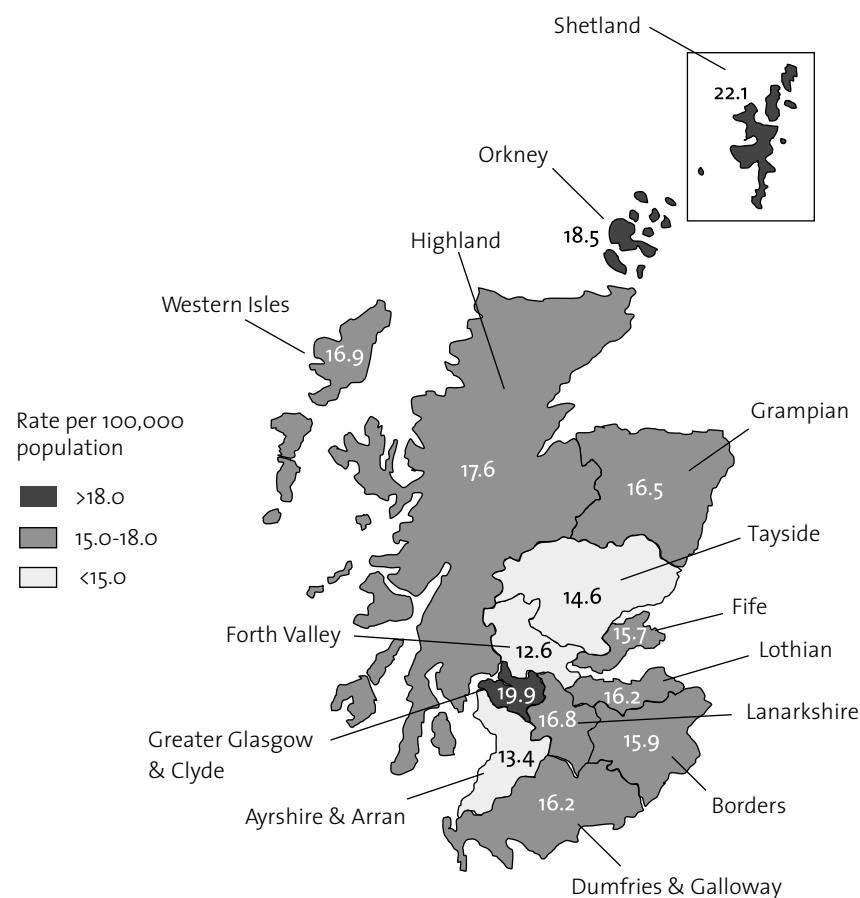 Shetland
22.1
Orkney
18.5
Highland
Western Isles
16.9
Rate per 100,000
population
>18.0
15.0-18.0
<15.0
Grampian
17.6
16.5
Tayside
14.6
Fife
15.7
Forth Valley
12.6
Lothian
16.2
19.9
Lanarkshire
16.8
Greater Glasgow
& Clyde
15.9
13.4
Borders
Ayrshire & Arran
16.2
Dumfries & Galloway